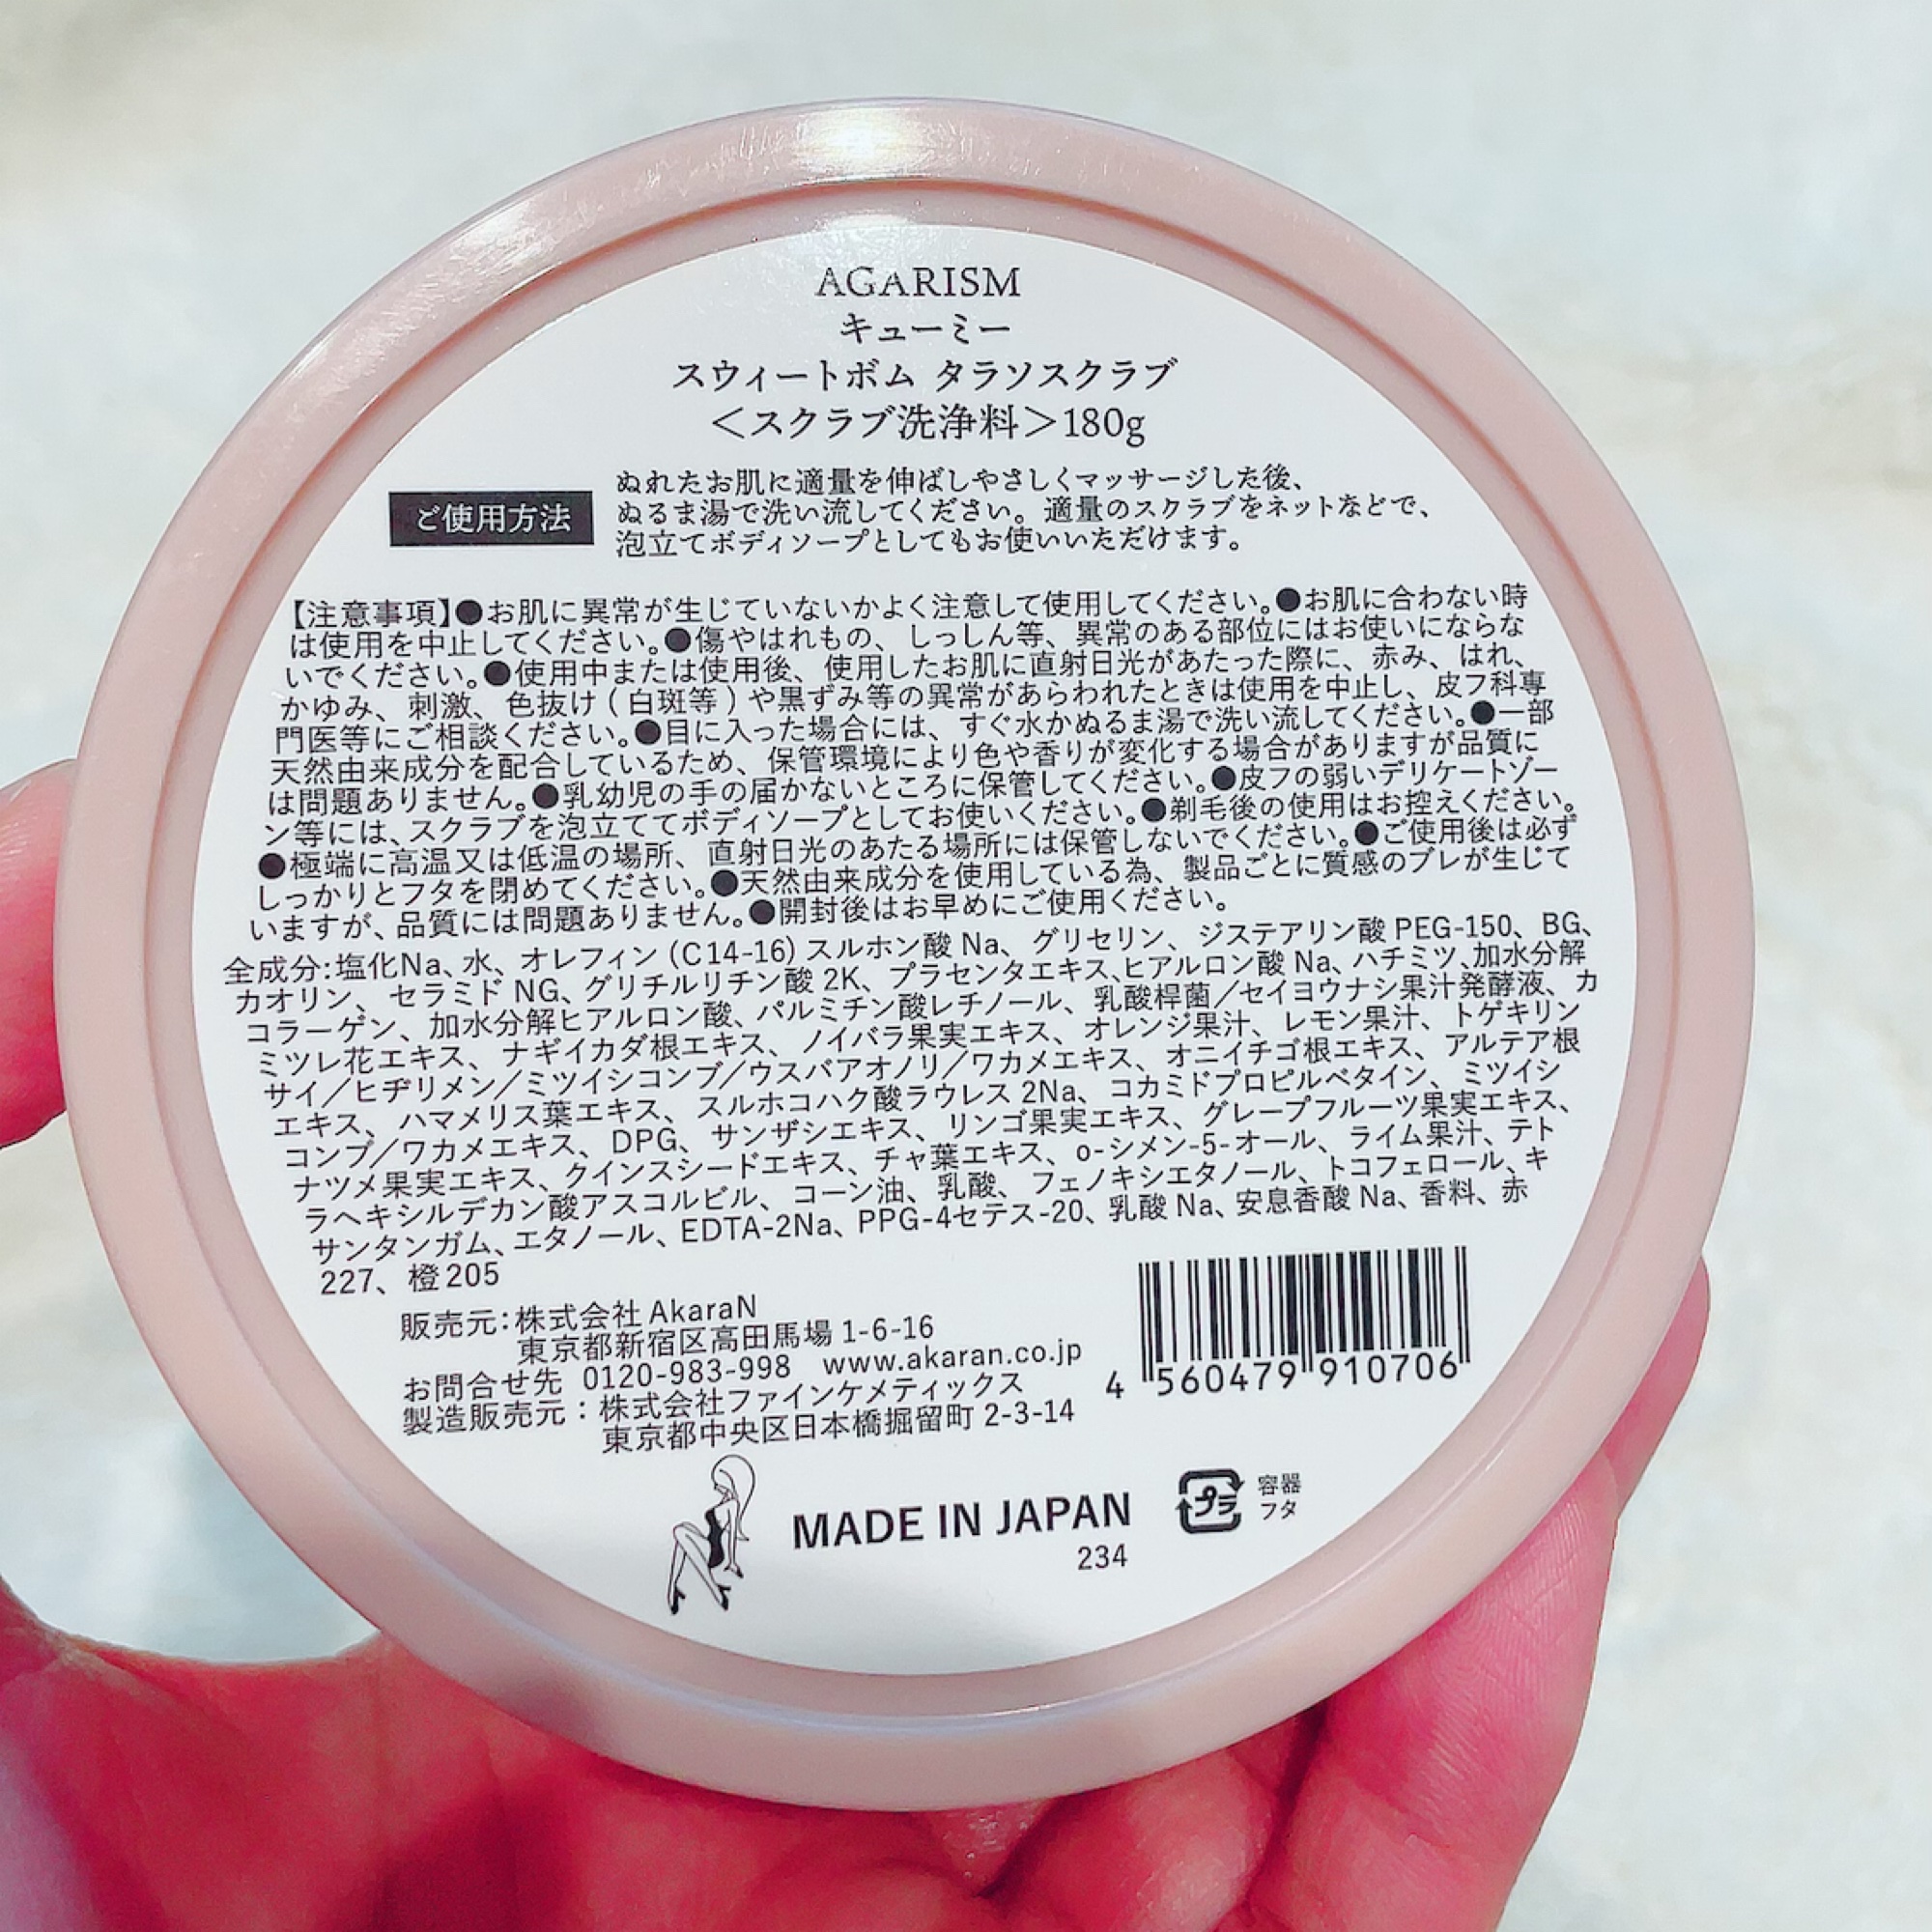 AGARISM
キューミー
スウィートボム タラソスクラブ
＜スクラブ洗浄料＞180g
ご使用方法
ぬれたお肌に適量を伸ばしやさしくマッサージした後、
ぬるま湯で洗い流してください。適量のスクラブをネットなどで、
泡立てボディソープとしてもお使いいただけます。
【注意事項】●お肌に異常が生じていないかよく注意して使用してください。●お肌に合わない時
は使用を中止してください。●傷やはれもの、しっしん等、異常のある部位にはお使いにならな
いでください。●使用中または使用後、使用したお肌に直射日光があたった際に、赤み、はれ、
かゆみ、刺激、色抜け(白斑等)や黒ずみ等の異常があらわれたときは使用を中止し、皮フ科専
門医等にご相談ください。●目に入った場合には、すぐ水かぬるま湯で洗い流してください。●一部
天然由来成分を配合しているため、保管環境により色や香りが変化する場合がありますが品質に
は問題ありません。●乳幼児の手の届かないところに保管してください。●皮フの弱いデリケートゾー
ン等には、スクラブを泡立ててボディソープとしてお使いください。●剃毛後の使用はお控えください。
●極端に高温又は低温の場所、直射日光のあたる場所には保管しないでください。●ご使用後は必ず
しっかりとフタを閉めてください。●天然由来成分を使用している為、製品ごとに質感のブレが生じて
いますが、品質には問題ありません。●開封後はお早めにご使用ください。
全成分:塩化Na、水、オレフィン(C14-16)スルホン酸Na、グリセリン、ジステアリン酸PEG-150、BG、
カオリン、セラミドNG、グリチルリチン酸2K、プラセンタエキス、ヒアルロン酸Na、ハチミツ、加水分解
コラーゲン、加水分解ヒアルロン酸、パルミチン酸レチノール、乳酸桿菌／セイヨウナシ果汁発酵液、カ
ミツレ花エキス、ナギイカダ根エキス、ノイバラ果実エキス、オレンジ果汁、レモン果汁、トゲキリン
サイ／ヒヂリメン／ミツイシコンブ／ウスバアオノリ／ワカメエキス、オニイチゴ根エキス、アルテア根
エキス、ハマメリス葉エキス、スルホコハク酸ラウレス2Na、コカミドプロピルベタイン、ミツイシ
コンブ／ワカメエキス、DPG、サンザシエキス、リンゴ果実エキス、グレープフルーツ果実エキス、
ナツメ果実エキス、クインスシードエキス、チャ葉エキス、o-シメン-5-オール、ライム果汁、テト
ラヘキシルデカン酸アスコルビル、コーン油、乳酸、フェノキシエタノール、トコフェロール、キ
サンタンガム、エタノール、EDTA-2Na、PPG-4セテス-20、乳酸Na、安息香酸Na、香料、赤
227、橙205
販売元:株式会社AkaraN
東京都新宿区高田馬場1-6-16
お問合せ先 0120-983-998 www.akaran.co.jp
製造販売元:株式会社ファインケメティックス
東京都中央区日本橋掘留町2-3-14
4 560479 910706
MADE IN JAPAN
234
プラ
容器
フタ